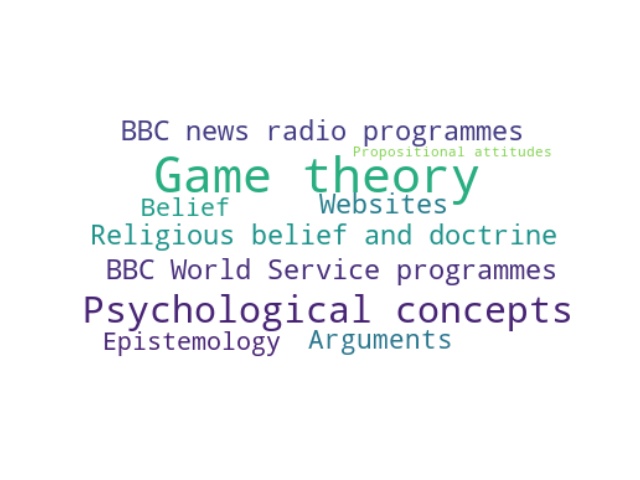 BBC news radio programmes
Propositional attitudes
Game theory
Belief
Websites
Religious belief and doctrine
BBC World Service programmes
Psychological concepts
Epistemology
Arguments